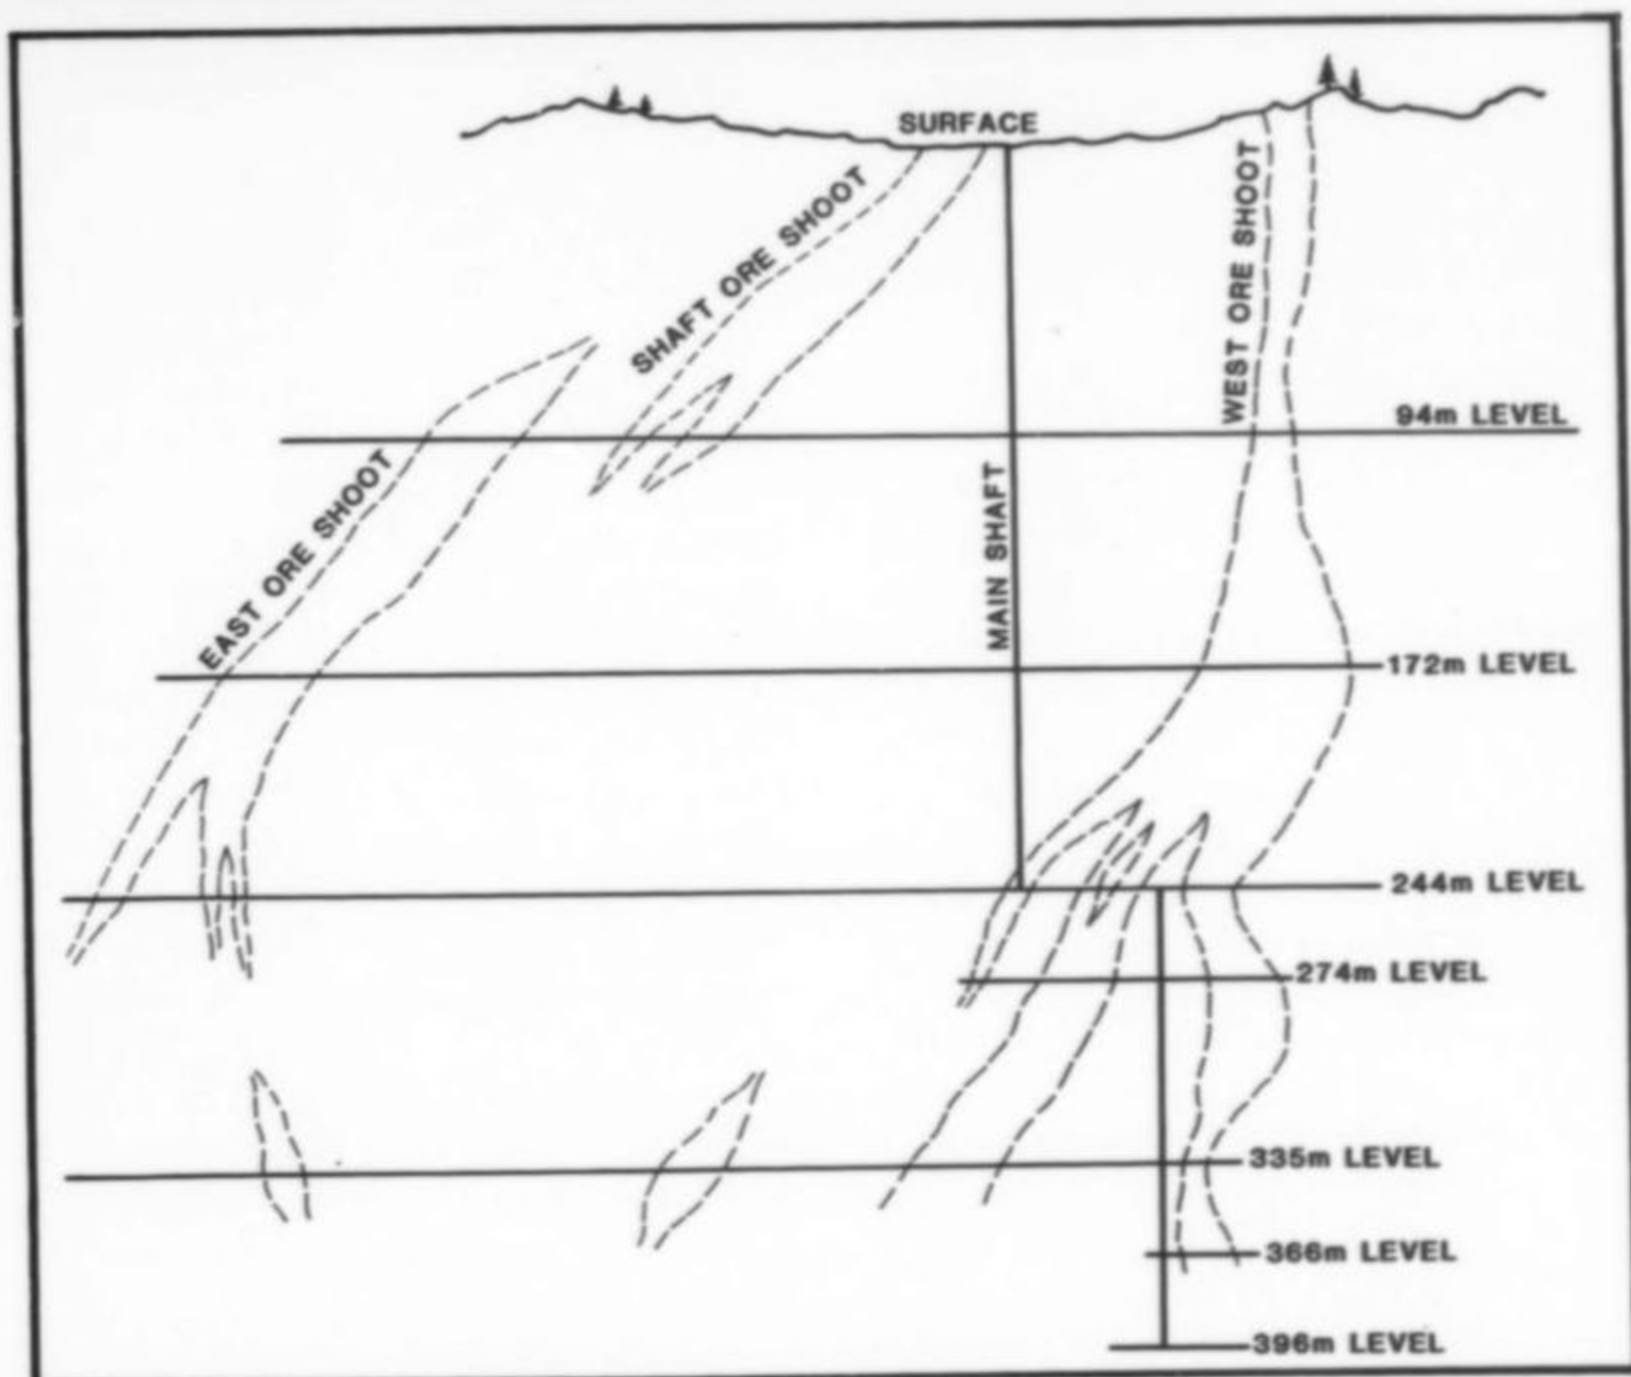 SURFACE
SHAFT ORE SHOOT
WEST ORE SHOOT
94m LEVEL
EAST ORE SHOOT
MAIN SHAFT
172m LEVEL
244m LEVEL
274m LEVEL
335m LEVEL
366m LEVEL
396m LEVEL